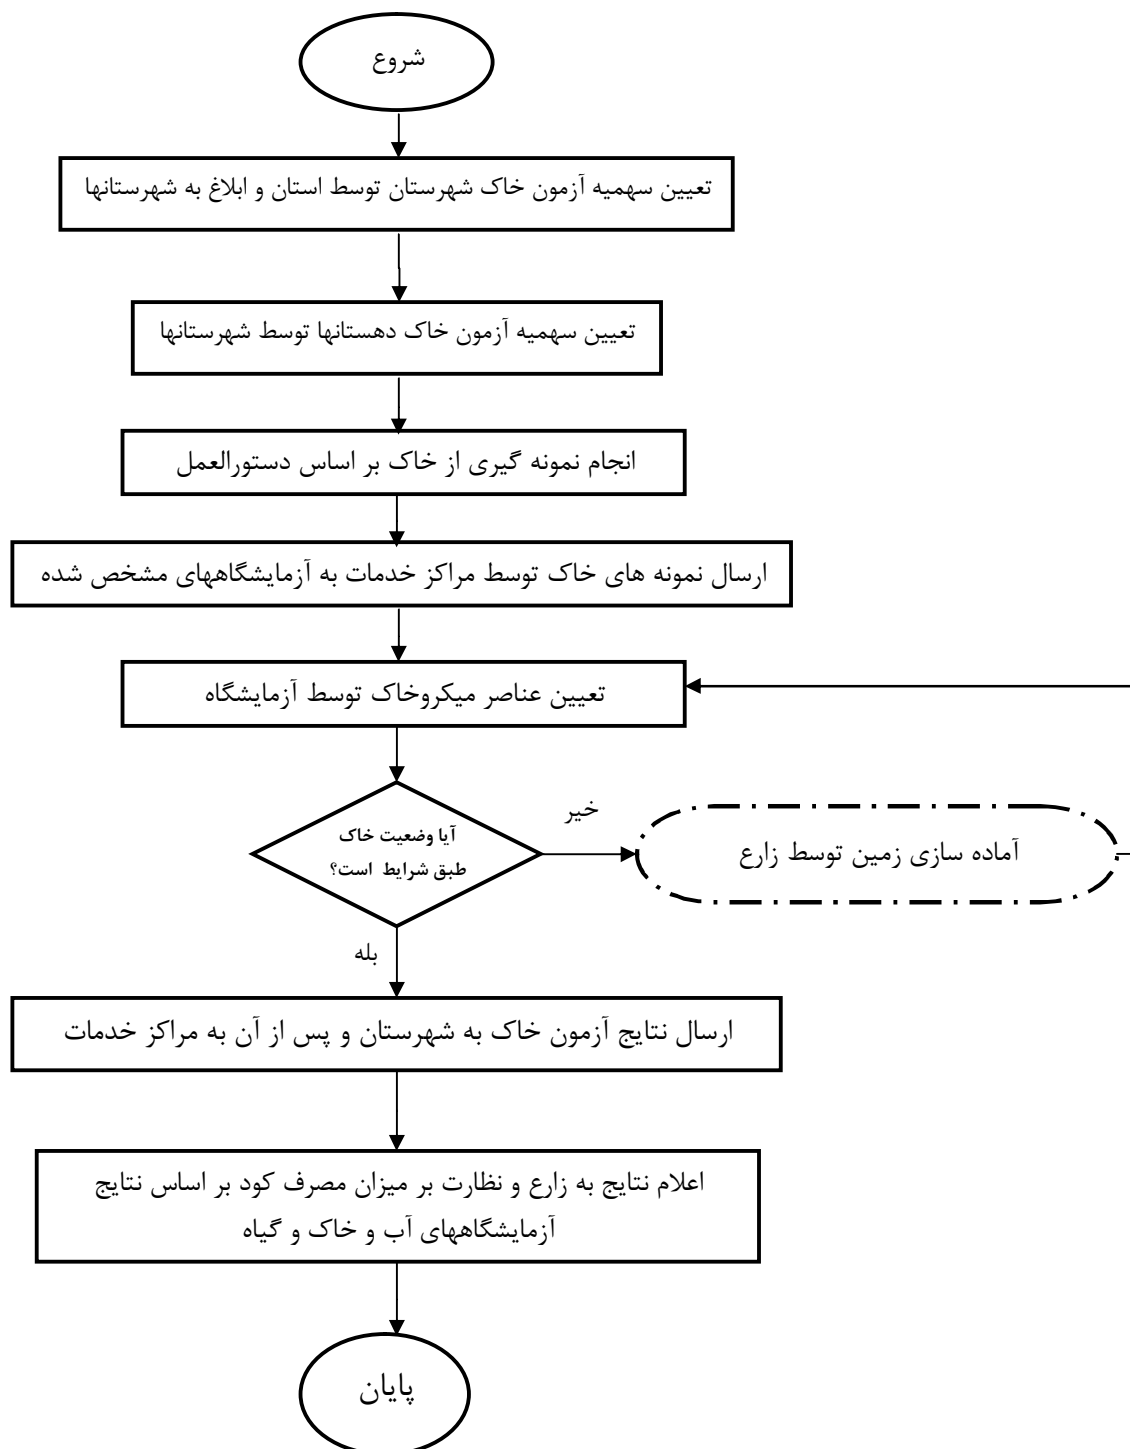 شروع
تعیین سهمیه آزمون خاک شهرستان توسط استان و ابلاغ به شهرستانها
تعیین سهمیه آزمون خاک دهستانها توسط شهرستانها
انجام نمونه گیری از خاک بر اساس دستورالعمل
ارسال نمونه های خاک توسط مراکز خدمات به آزمایشگاههای مشخص شده
تعیین عناصر میکروخاک توسط آزمایشگاه
آیا وضعیت خاک
طبق شرایط است؟
خیر
آماده سازی زمین توسط زارع
بله
ارسال نتایج آزمون خاک به شهرستان و پس از آن به مراکز خدمات
اعلام نتایج به زارع و نظارت بر میزان مصرف کود بر اساس نتایج
آزمایشگاههای آب و خاک و گیاه
پایان